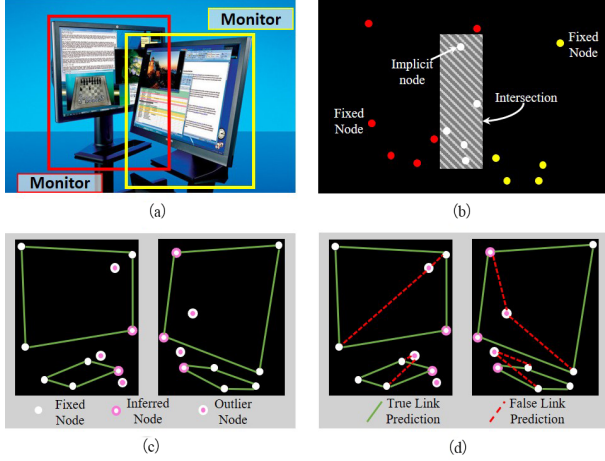 Monitor
Monitor
(a)
Implicit
node
Fixed
Node
Fixed
Node
Intersection
(b)
Fixed
Node
Inferred
Node
Outlier
Node
(c)
True Link
Prediction
False Link
Prediction
(d)